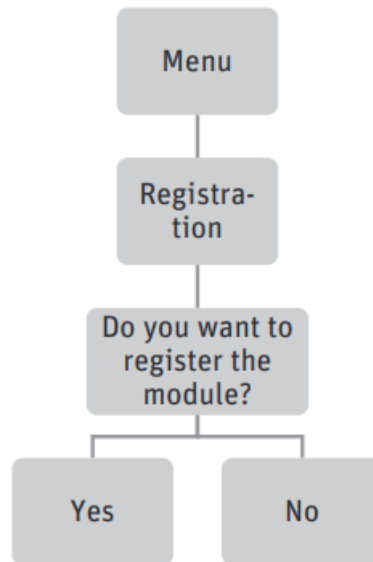 Menu
Registra-
tion
Do you want to
register the
module?
Yes
No